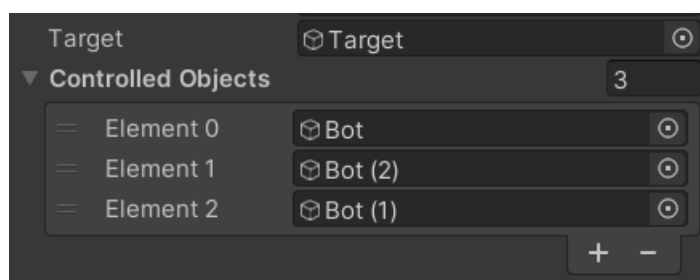 Target Target
Controlled Objects 3
Element 0 Bot
Element 1 Bot (2)
Element 2 Bot (1)
+ −